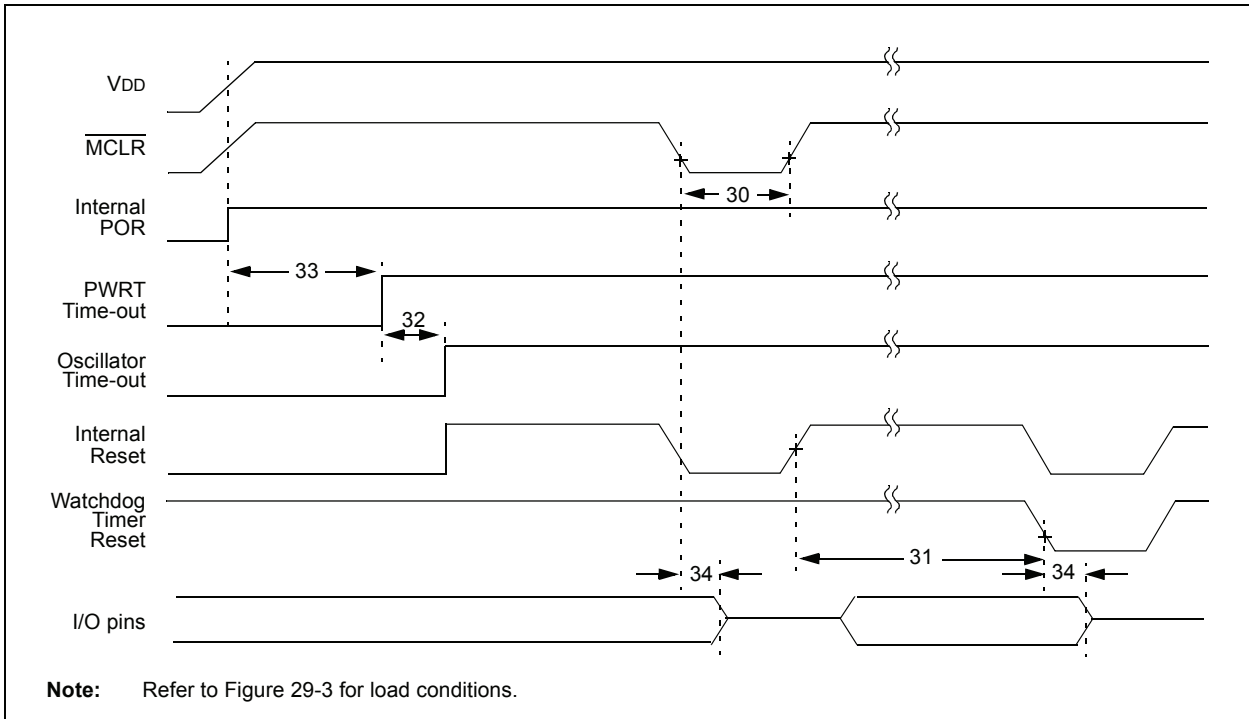 VDD
MCLR
30
Internal
POR
33
PWRT
Time-out
32
Oscillator
Time-out
Internal
Reset
Watchdog
Timer
Reset
31
34
34
I/O pins
Note: Refer to Figure 29-3 for load conditions.